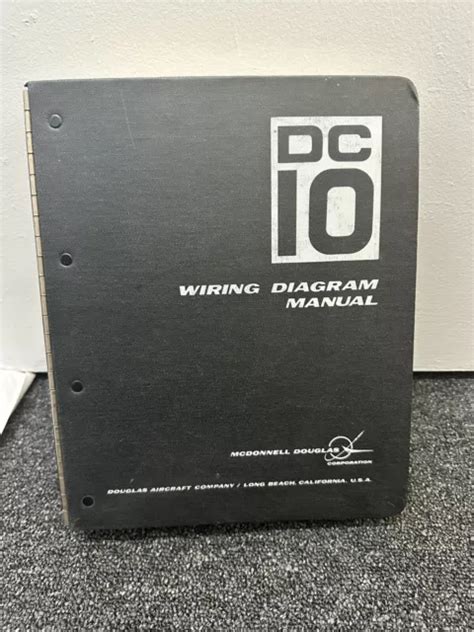 DC
10
WIRING DIAGRAM
MANUAL
MCDONNELL DOUGLAS
CORPORATION
DOUGLAS AIRCRAFT COMPANY / LONG BEACH, CALIFORNIA, U.S.A.